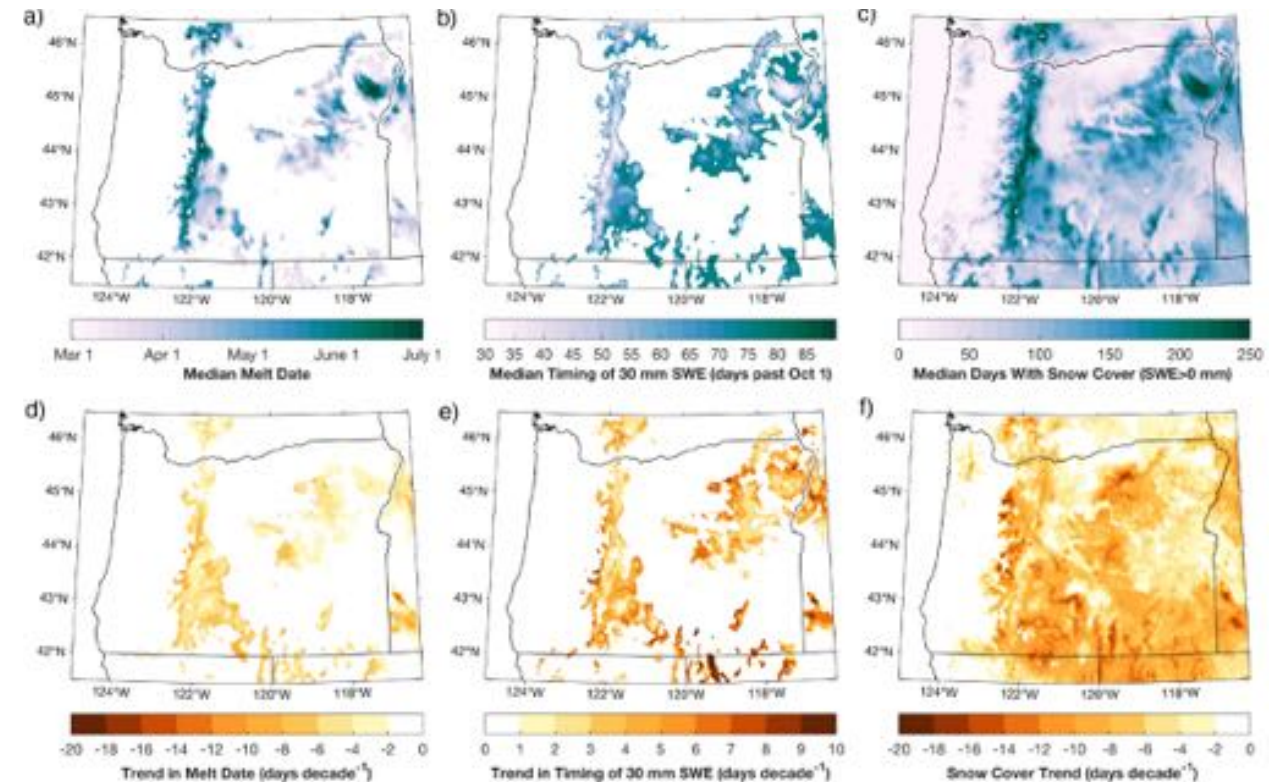 a)
46°N
45°N
44°N
43°N
42°N
124°W 122°W 120°W 118°W
Mar 1 Apr 1 May 1 June 1 July 1
Median Melt Date
b)
46°N
45°N
44°N
43°N
42°N
124°W 122°W 120°W 118°W
30 35 40 45 50 55 60 65 70 75 80 85
Median Timing of 30 mm SWE (days past Oct 1)
c)
46°N
45°N
44°N
43°N
42°N
124°W 122°W 120°W 118°W
0 50 100 150 200 250
Median Days With Snow Cover (SWE>0 mm)
d)
46°N
45°N
44°N
43°N
42°N
124°W 122°W 120°W 118°W
-20 -18 -16 -14 -12 -10 -8 -6 -4 -2 0
Trend in Melt Date (days decade⁻¹)
e)
46°N
45°N
44°N
43°N
42°N
124°W 122°W 120°W 118°W
0 1 2 3 4 5 6 7 8 9 10
Trend in Timing of 30 mm SWE (days decade⁻¹)
f)
46°N
45°N
44°N
43°N
42°N
124°W 122°W 120°W 118°W
-20 -18 -16 -14 -12 -10 -8 -6 -4 -2 0
Snow Cover Trend (days decade⁻¹)